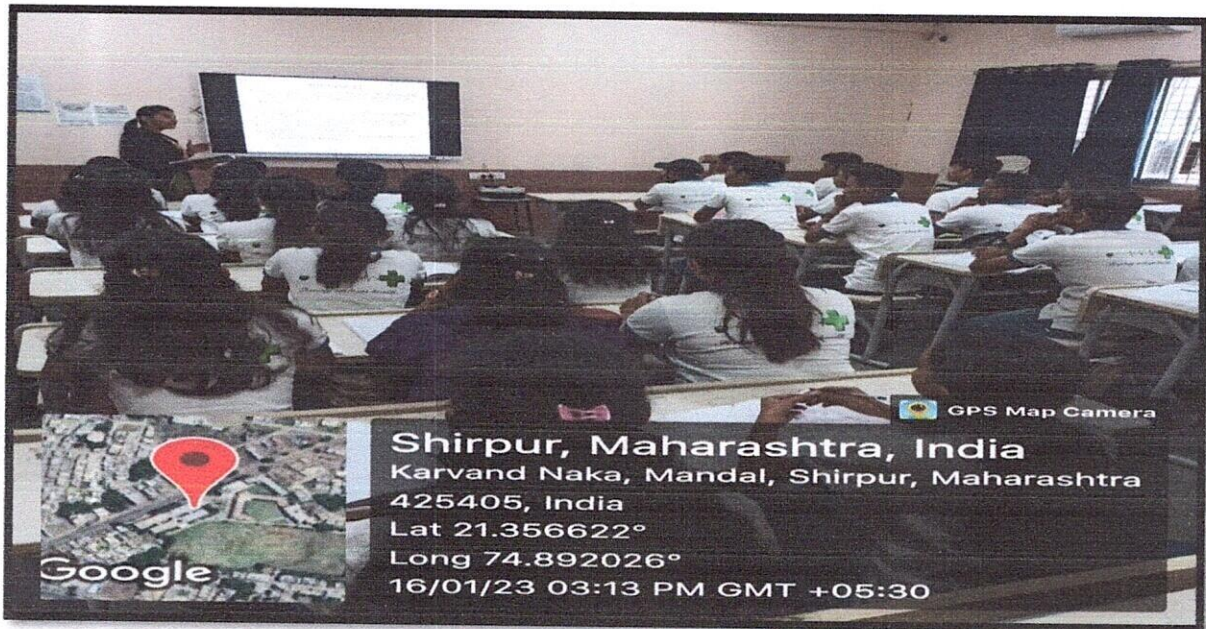 GPS Map Camera
Shirpur, Maharashtra, India
Karvand Naka, Mandal, Shirpur, Maharashtra
425405, India
Lat 21.356622°
Long 74.892026°
16/01/23 03:13 PM GMT +05:30
Google